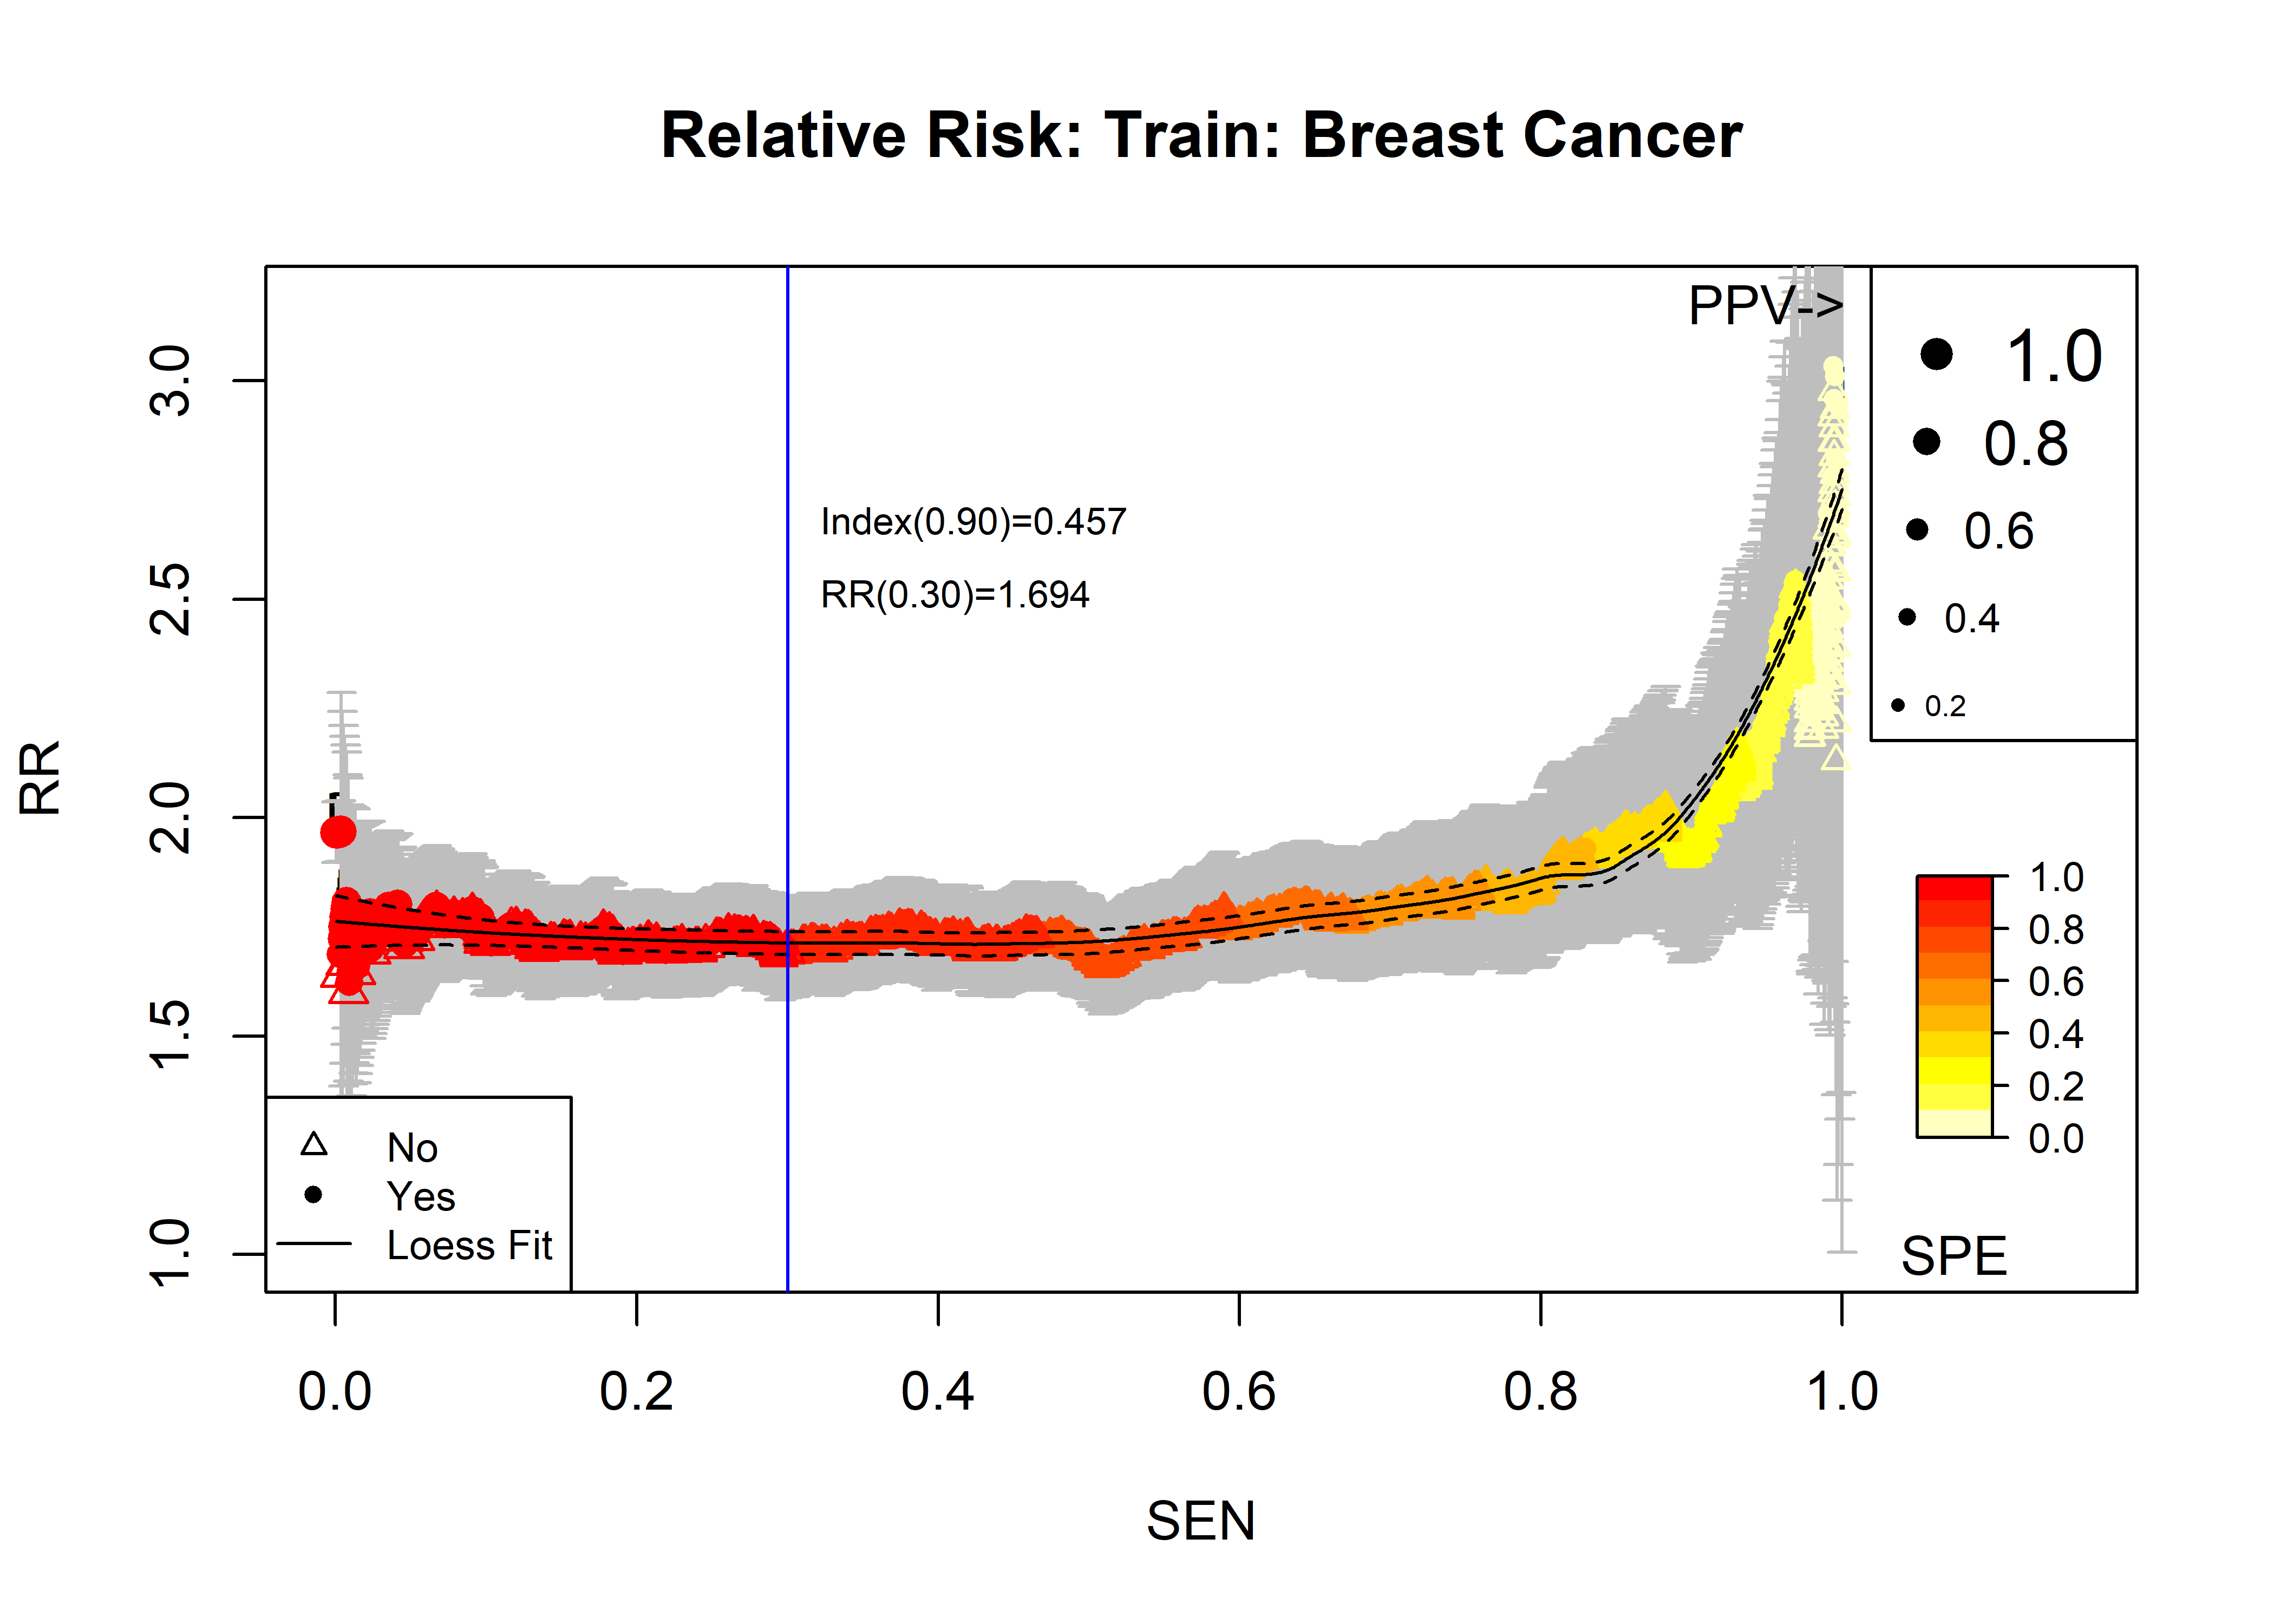 Relative Risk: Train: Breast Cancer
PPV->
1.0
0.8
0.6
0.4
0.2
Index(0.90)=0.457
RR(0.30)=1.694
RR
3.0
2.5
2.0
1.5
1.0
No
Yes
Loess Fit
1.0
0.8
0.6
0.4
0.2
0.0
SPE
0.0 0.2 0.4 0.6 0.8 1.0
SEN